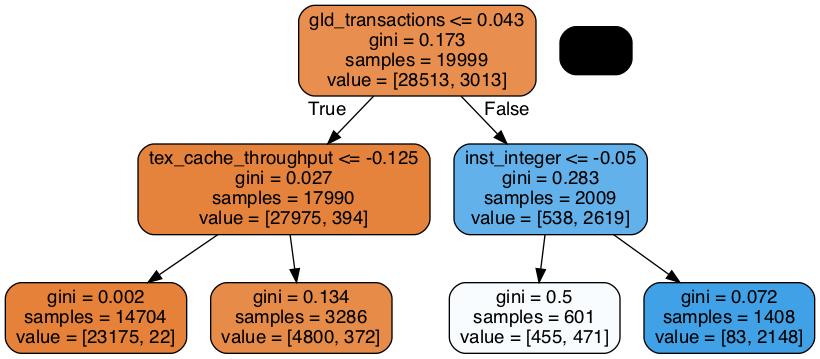 gld_transactions <= 0.043
gini = 0.173
samples = 19999
value = [28513, 3013]
True
False
tex_cache_throughput <= -0.125
gini = 0.027
samples = 17990
value = [27975, 394]
inst_integer <= -0.05
gini = 0.283
samples = 2009
value = [538, 2619]
gini = 0.002
samples = 14704
value = [23175, 22]
gini = 0.134
samples = 3286
value = [4800, 372]
gini = 0.5
samples = 601
value = [455, 471]
gini = 0.072
samples = 1408
value = [83, 2148]